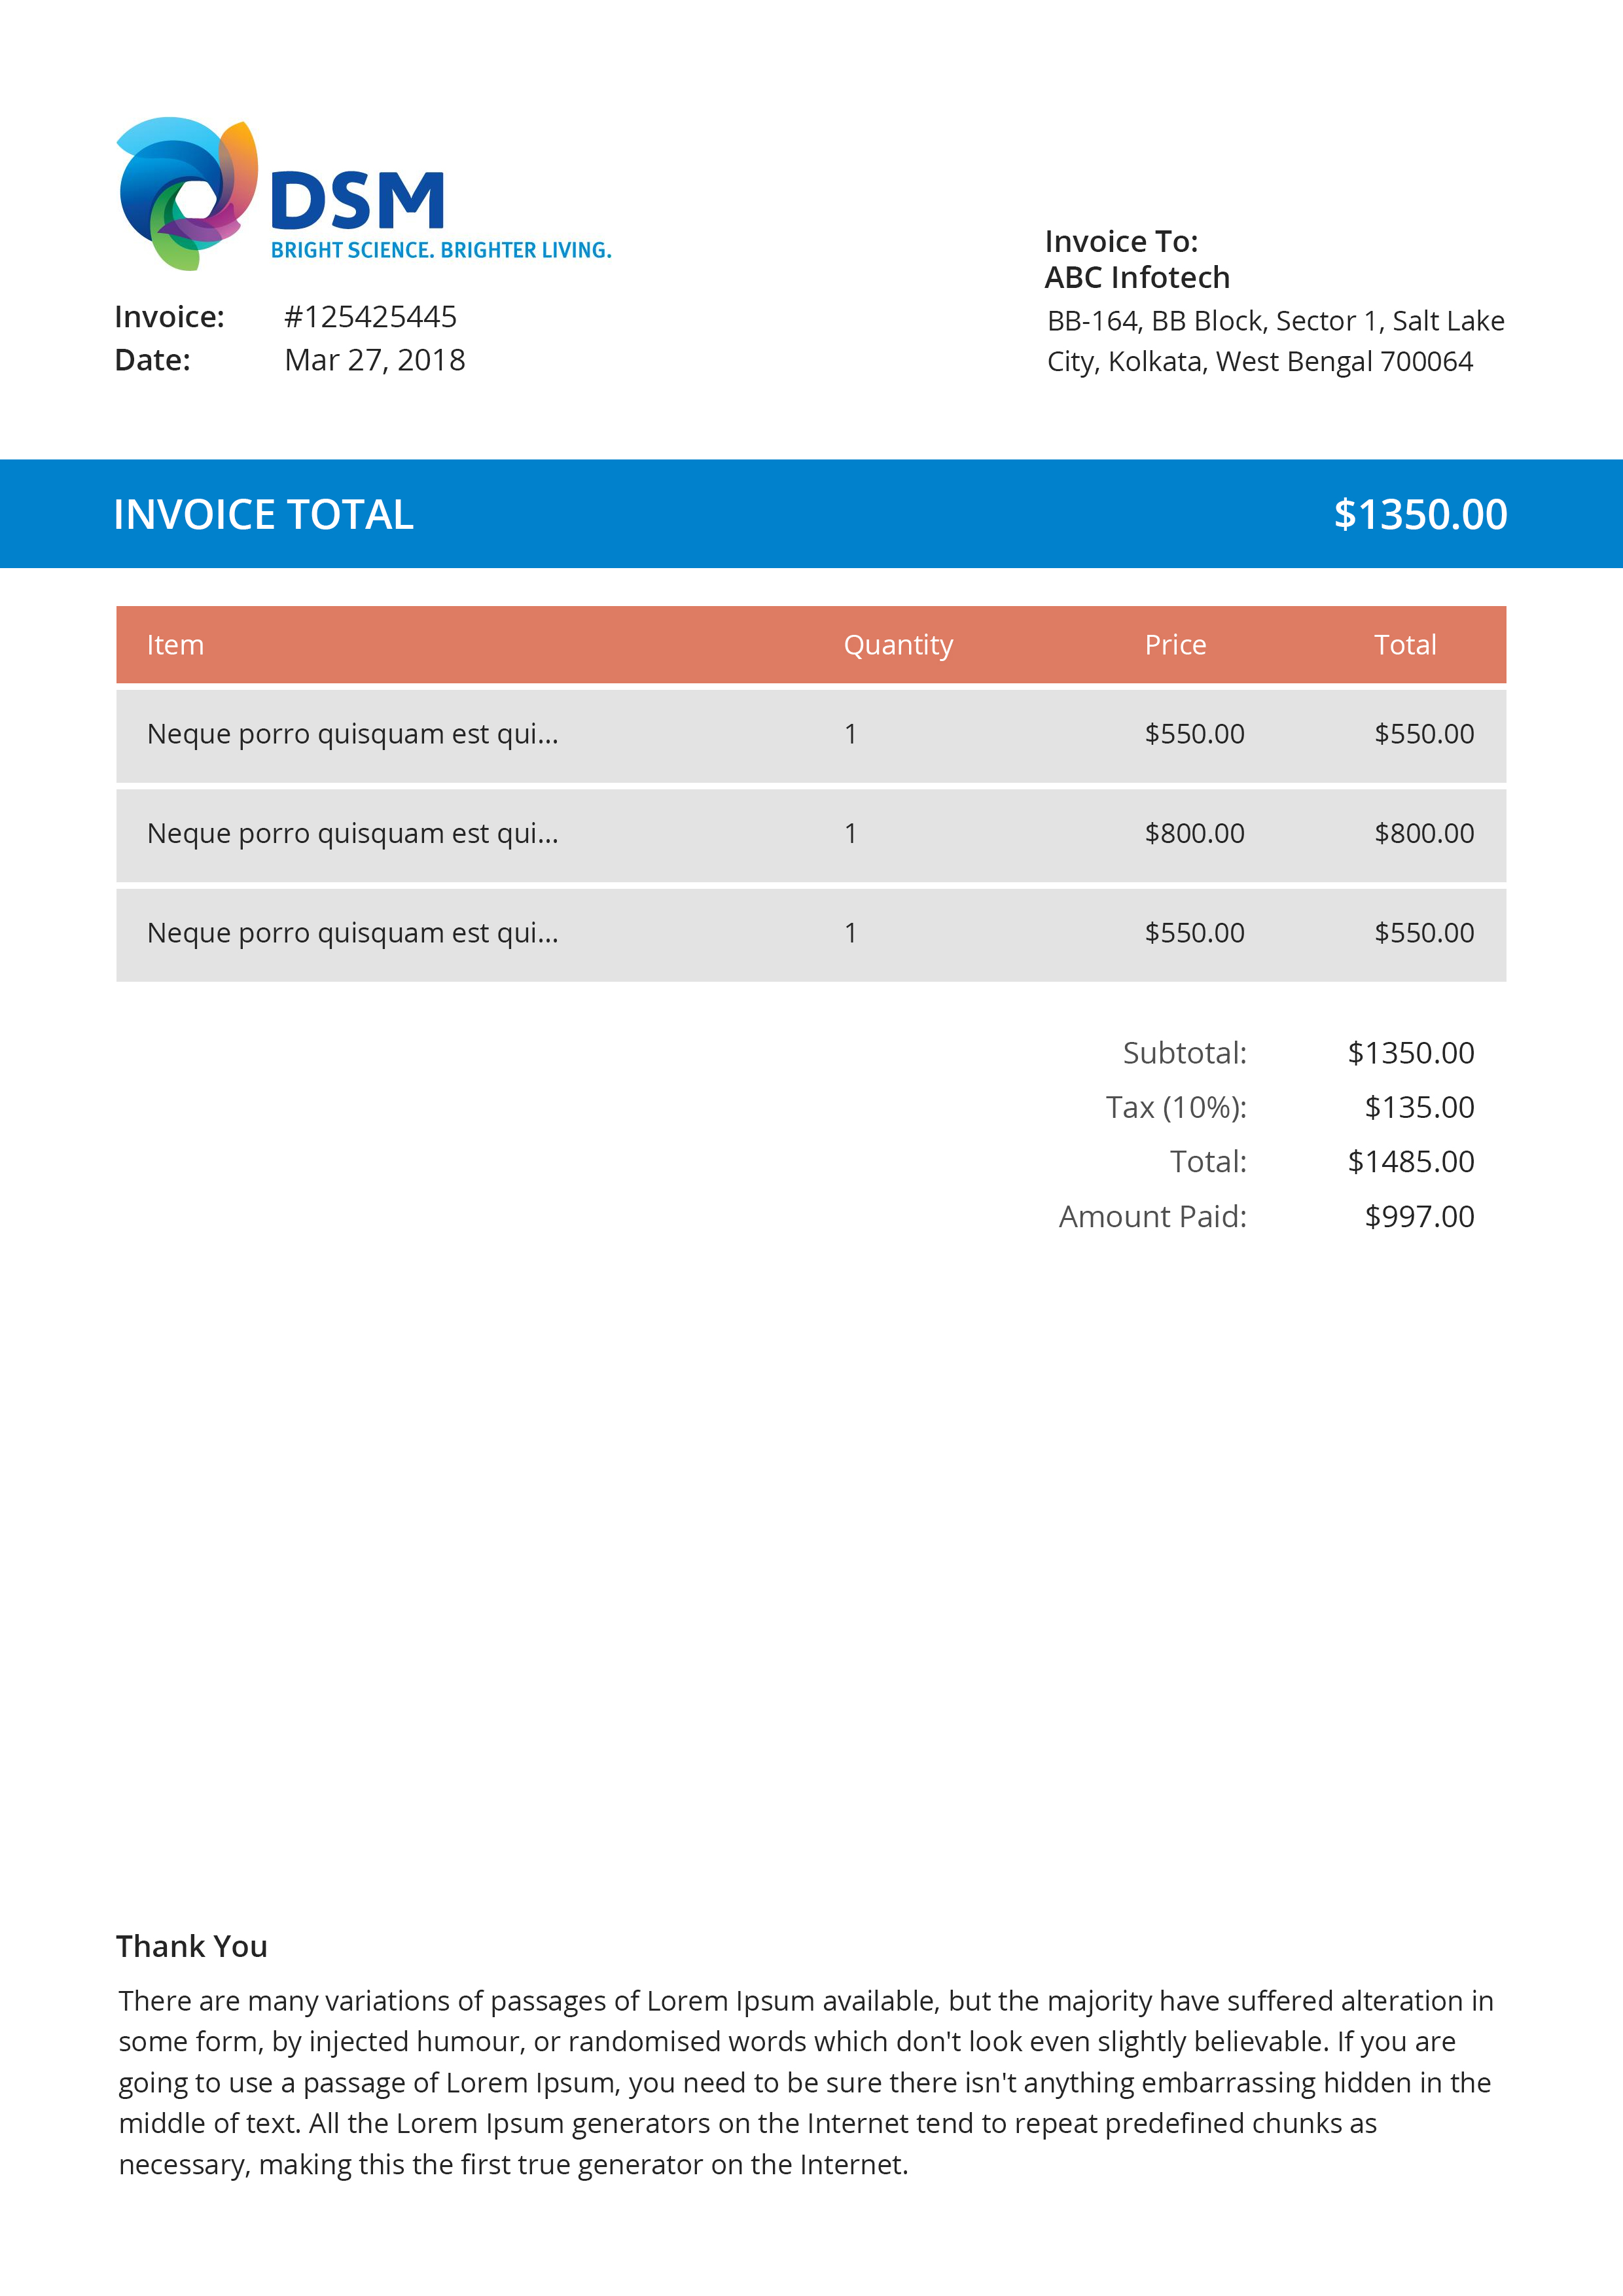 DSM
BRIGHT SCIENCE. BRIGHTER LIVING.
Invoice: #125425445
Date: Mar 27, 2018
Invoice To:
ABC Infotech
BB-164, BB Block, Sector 1, Salt Lake
City, Kolkata, West Bengal 700064
INVOICE TOTAL $1350.00
Item Quantity Price Total
Neque porro quisquam est qui... 1 $550.00 $550.00
Neque porro quisquam est qui... 1 $800.00 $800.00
Neque porro quisquam est qui... 1 $550.00 $550.00
Subtotal: $1350.00
Tax (10%): $135.00
Total: $1485.00
Amount Paid: $997.00
Thank You
There are many variations of passages of Lorem Ipsum available, but the majority have suffered alteration in
some form, by injected humour, or randomised words which don't look even slightly believable. If you are
going to use a passage of Lorem Ipsum, you need to be sure there isn't anything embarrassing hidden in the
middle of text. All the Lorem Ipsum generators on the Internet tend to repeat predefined chunks as
necessary, making this the first true generator on the Internet.